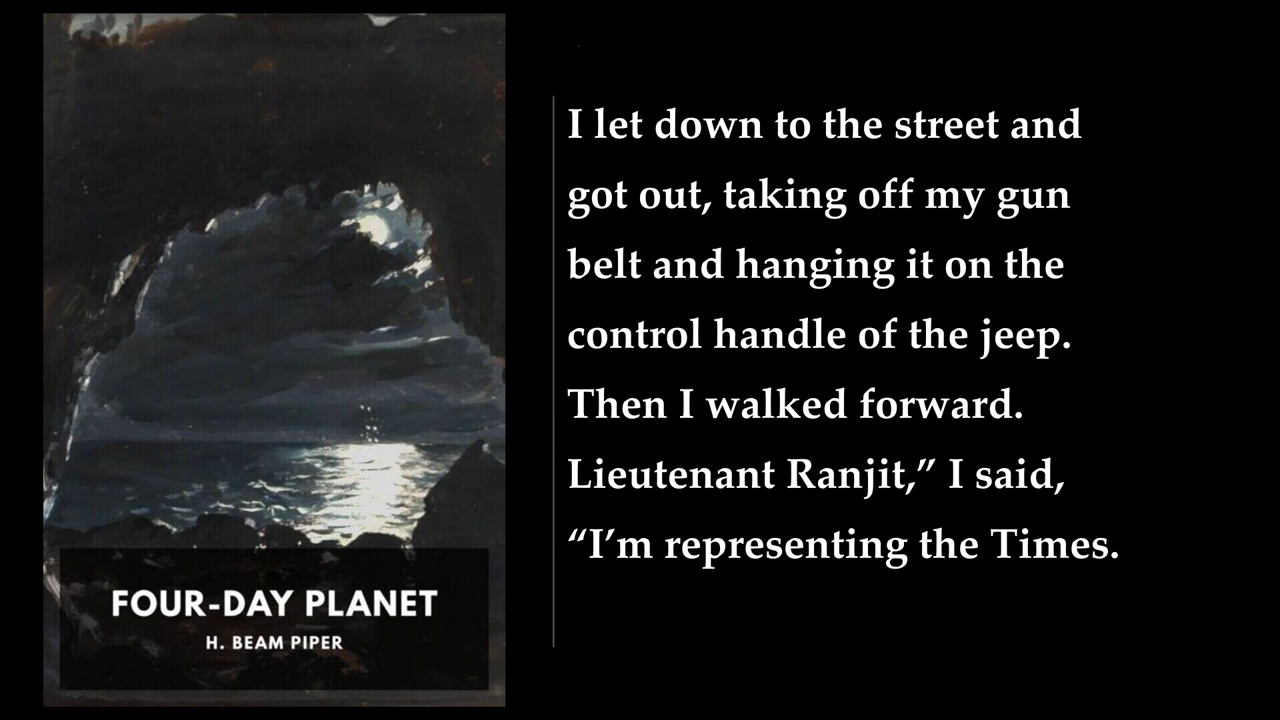 I let down to the street and
got out, taking off my gun
belt and hanging it on the
control handle of the jeep.
Then I walked forward.
Lieutenant Ranjit,” I said,
“I’m representing the Times.
FOUR-DAY PLANET
H. BEAM PIPER